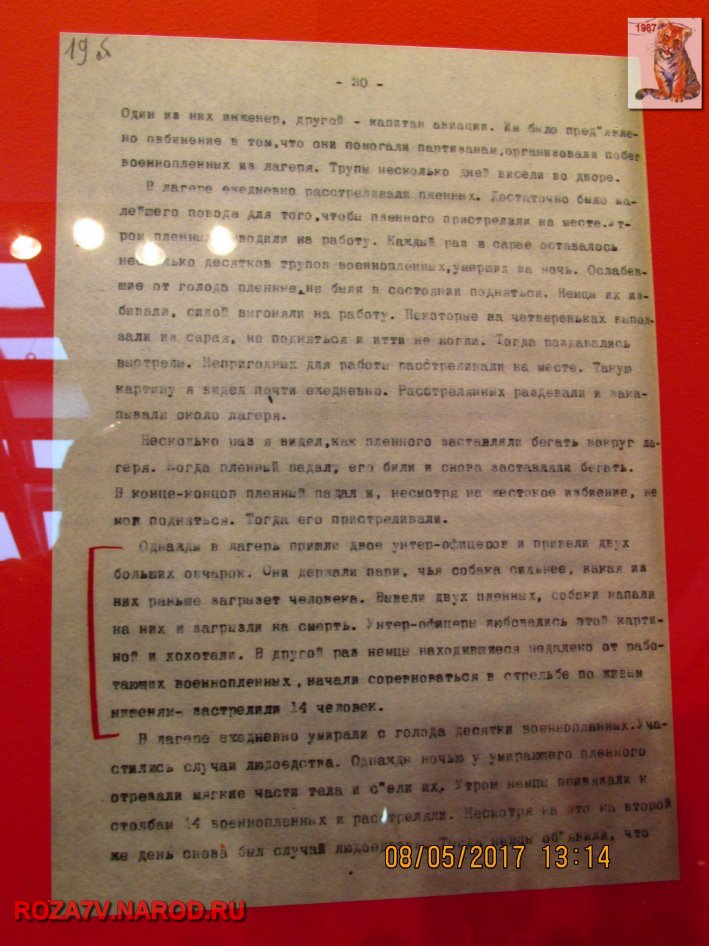 19 об
1987
- 30 -
Один из них инженер, другой - капитан авиации. Им было пред"явле-
но овбинение в том,что они помогали партизанам,организовали побег
военнопленных из лагеря. Трупы несколько дней висели во дворе.
В лагере ежедневно расстреливали пленных. Достаточно было ма-
лейшего повода для того,чтобы пленного пристрелили на месте.Ут-
ром пленных водили на работу. Каждый раз в сарае оставалось
несколько десятков трупов военнопленных,умерших за ночь. Ослабев-
шие от голода пленные не были в состоянии подняться. Немцы их из-
бивали, силой выгоняли на работу. Некоторые на четвереньках выпол-
зали из сарая, но подняться и итти не могли. Тогда раздавались
выстрелы. Непригодных для работы расстреливали на месте. Такую
картину я видел почти ежедневно. Расстрелянных раздевали и зака-
пывали около лагеря.
Несколько раз я видел,как пленного заставляли бегать вокруг ла-
геря. Когда пленный падал, его били и снова заставляли бегать.
В конце-концов пленный падал и, несмотря на жестокое избиение, не
мог подняться. Тогда его пристреливали.
Однажды в лагерь пришли двое унтер-офицеров и привели двух
больших овчарок. Они держали пари, чья собака сильнее, какая из
них раньше загрызет человека. Вывели двух пленных, собаки напали
на них и загрызли на смерть. Унтер-офицеры любовались этой карти-
ной и хохотали. В другой раз немцы находившиеся недалеко от рабо-
тающих военнопленных, начали соревноваться в стрельбе по живым
мишеням- застрелили 14 человек.
В лагере ежедневно умирали с голода десятки военнопленных.Уча-
стились случаи людоедства. Однажды ночью у умирающего пленного
отрезали мягкие части тела и с"ели их. Утром немцы привязали к
столбам 14 военнопленных и расстреляли. Несмотря на это на второй
же день снова был случай немцы об"явили, что
08/05/2017 13:14
ROZA7V.NAROD.RU